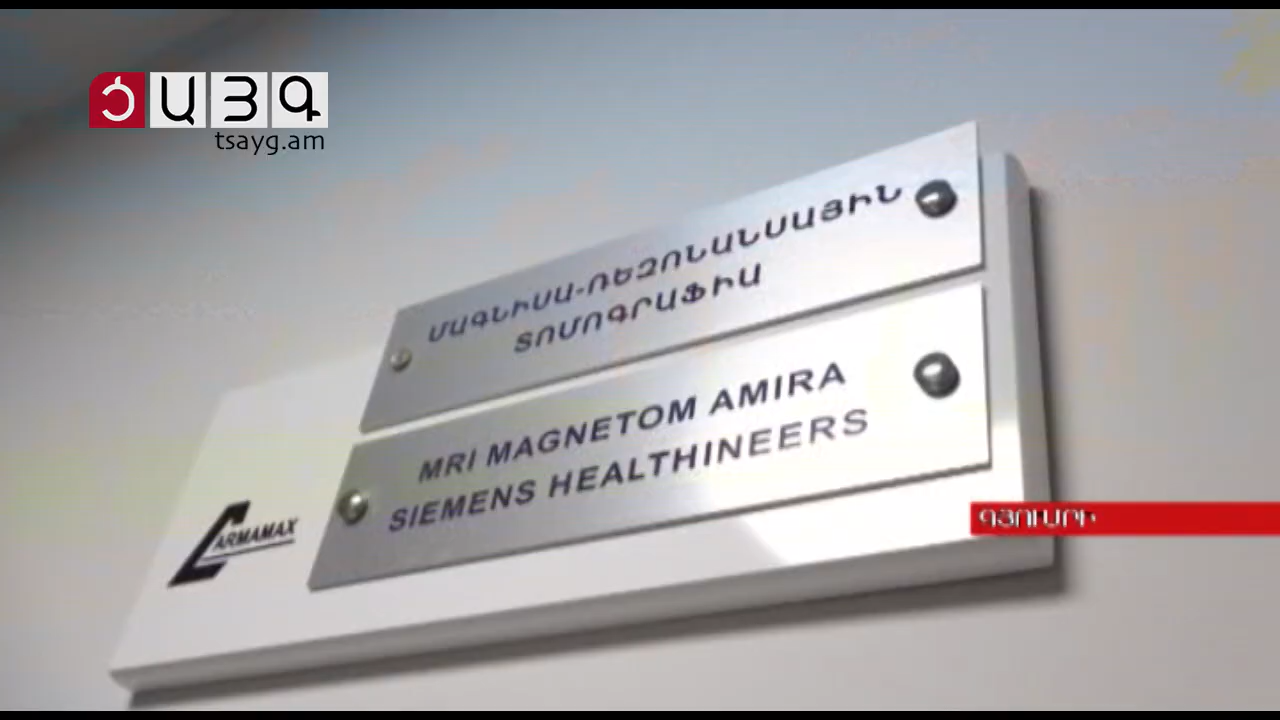 ԾԱՅԳ
tsayg.am
ՄԱԳՆԻՍԱ-ՌԵԶՈՆԱՆՍԱՅԻՆ
ՏՈՄՈԳՐԱՖԻԱ
MRI MAGNETOM AMIRA
SIEMENS HEALTHINEERS
ARMAMAX
ԳՅՈՒՄՐԻ